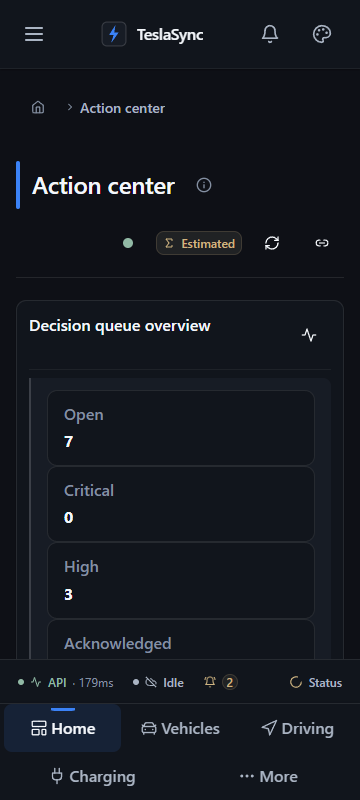 TeslaSync
Action center
Action center
Σ Estimated
Decision queue overview
Open
7
Critical
0
High
3
Acknowledged
API · 179ms
Idle
2
Status
Home
Vehicles
Driving
Charging
More